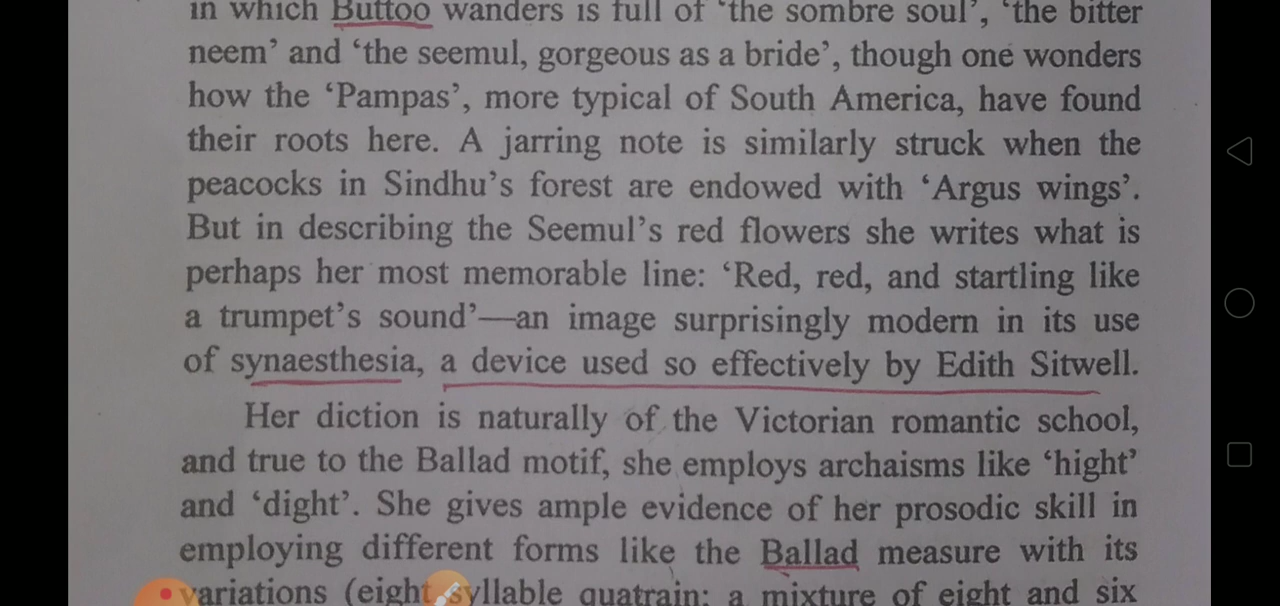 in which Buttoo wanders is full of ‘the sombre soul’, ‘the bitter
neem’ and ‘the seemul, gorgeous as a bride’, though one wonders
how the ‘Pampas’, more typical of South America, have found
their roots here. A jarring note is similarly struck when the
peacocks in Sindhu’s forest are endowed with ‘Argus wings’.
But in describing the Seemul’s red flowers she writes what is
perhaps her most memorable line: ‘Red, red, and startling like
a trumpet’s sound’—an image surprisingly modern in its use
of synaesthesia, a device used so effectively by Edith Sitwell.
Her diction is naturally of the Victorian romantic school,
and true to the Ballad motif, she employs archaisms like ‘hight’
and ‘dight’. She gives ample evidence of her prosodic skill in
employing different forms like the Ballad measure with its
variations (eight syllable quatrain; a mixture of eight and six